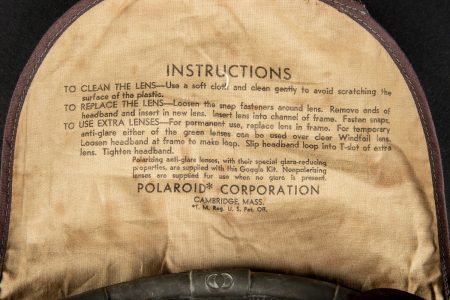 INSTRUCTIONS
TO CLEAN THE LENS—Use a soft cloth and clean gently to avoid scratching the
surface of the plastic.
TO REPLACE THE LENS—Loosen the snap fasteners around lens. Remove ends of
headband and insert in new lens. Insert lens into channel of frame. Fasten snaps.
TO USE EXTRA LENSES—For permanent use, replace lens in frame. For temporary
anti-glare either of the green lenses can be used over clear Windfoil lens.
Loosen headband at frame to make loop. Slip headband loop into T-slot of extra
lens. Tighten headband.
Polarizing anti-glare lenses, with their special glare-reducing
properties, are supplied with this Goggle Kit. Nonpolarizing
lenses are supplied for use when no glare is present.
POLAROID* CORPORATION
CAMBRIDGE, MASS.
*T. M. Reg. U. S. Pat. Off.